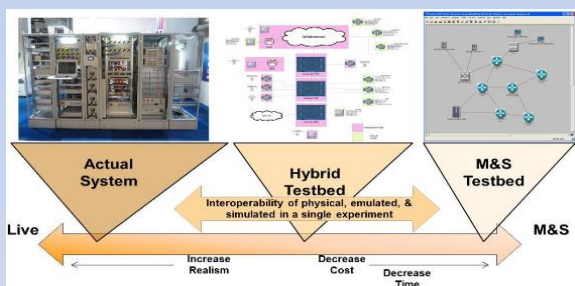 Actual
System
Hybrid
Testbed
M&S
Testbed
Interoperability of physical, emulated, &
simulated in a single experiment
Live
M&S
Increase
Realism
Decrease
Cost
Decrease
Time